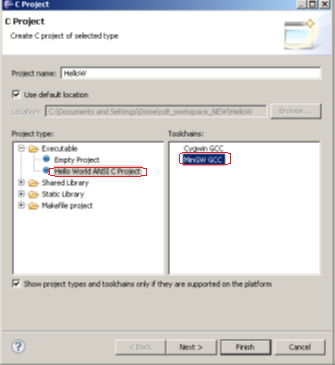 C Project
C Project
Create C project of selected type
Project name: HelloW
Use default location
Location: C:\Documents and Settings\Dome\cdt_workspace_NEW\HelloW Browse...
Project type: Toolchains:
Executable Cygwin GCC
Empty Project MinGW GCC
Hello World ANSI C Project
Shared Library
Static Library
Makefile project
Show project types and toolchains only if they are supported on the platform
? < Back Next > Finish Cancel